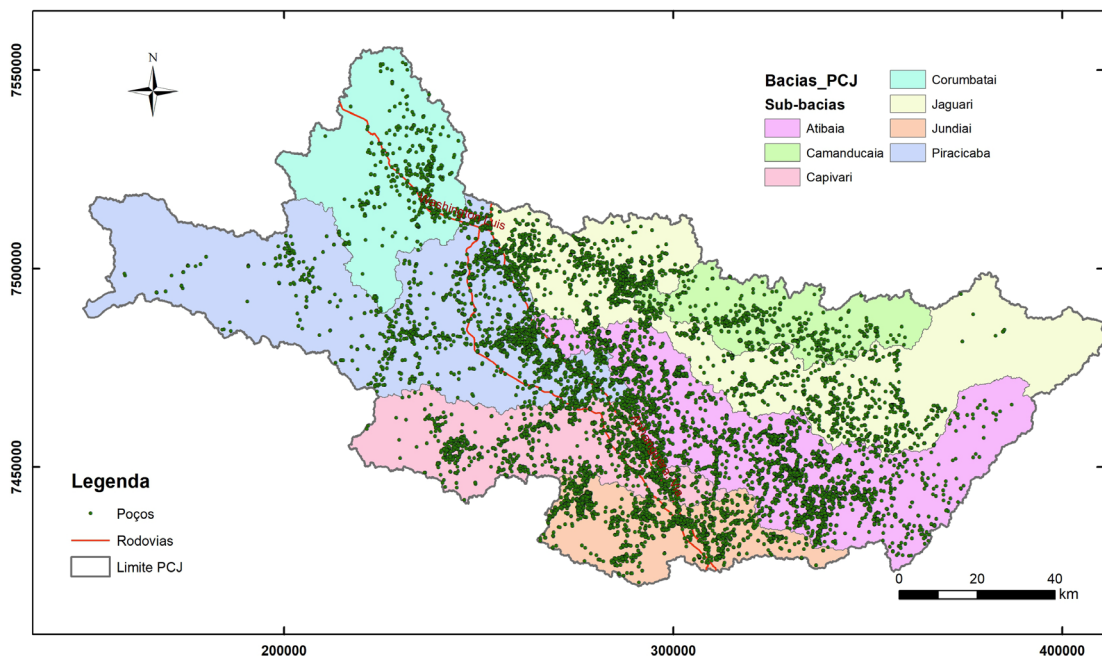 N
7550000
7500000
7450000
Bacias_PCJ
Sub-bacias
Atibaia
Camanducaia
Capivari
Corumbatai
Jaguari
Jundiai
Piracicaba
Legenda
Poços
Rodovias
Limite PCJ
0 20 40
km
200000 300000 400000